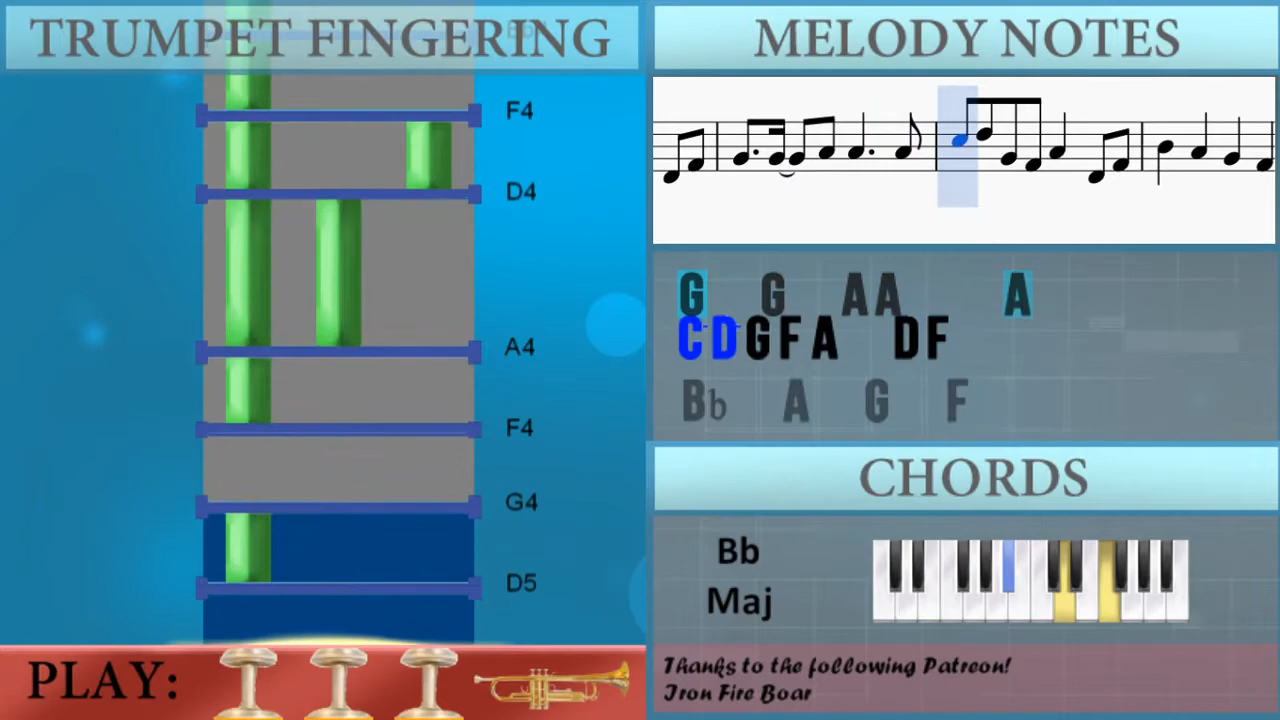 TRUMPET FINGERING
Bb
F4
D4
A4
F4
G4
D5
PLAY:
MELODY NOTES
G G AA A
CDGFA DF
Bb A G F
CHORDS
Bb
Maj
Thanks to the following Patreon!
Iron Fire Boar